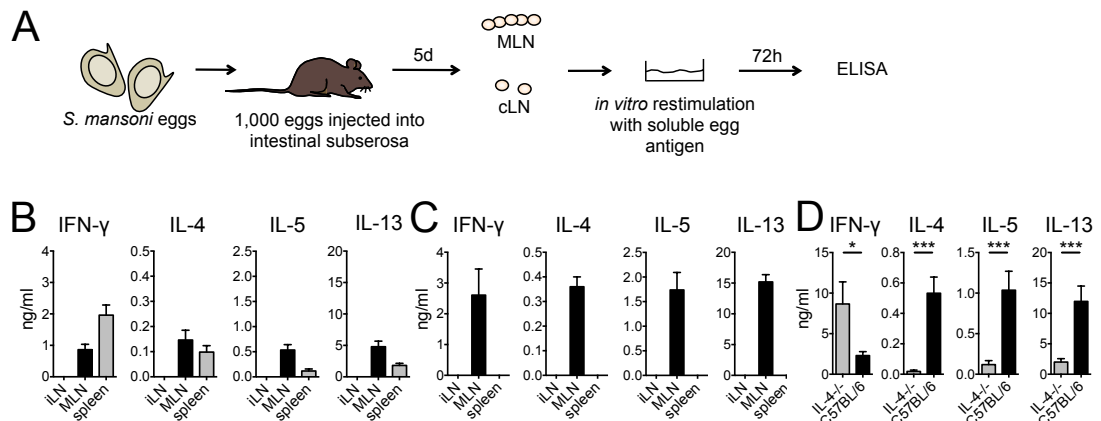 A
S. mansoni eggs
1,000 eggs injected into
intestinal subserosa
5d
MLN
cLN
in vitro restimulation
with soluble egg
antigen
72h
ELISA
B
IFN-γ
IL-4
IL-5
IL-13
ng/ml
4
3
2
1
0
iLN
MLN
spleen
0.5
0.4
0.3
0.2
0.1
0.0
iLN
MLN
spleen
2.0
1.5
1.0
0.5
0.0
iLN
MLN
spleen
20
15
10
5
0
iLN
MLN
spleen
C
IFN-γ
IL-4
IL-5
IL-13
ng/ml
4
3
2
1
0
iLN
MLN
spleen
0.5
0.4
0.3
0.2
0.1
0.0
iLN
MLN
spleen
2.0
1.5
1.0
0.5
0.0
iLN
MLN
spleen
20
15
10
5
0
iLN
MLN
spleen
D
IFN-γ
IL-4
IL-5
IL-13
ng/ml
15
10
5
0
*
IL-4-/-
C57BL/6
0.8
0.6
0.4
0.2
0.0
***
IL-4-/-
C57BL/6
1.5
1.0
0.5
0.0
***
IL-4-/-
C57BL/6
20
15
10
5
0
***
IL-4-/-
C57BL/6